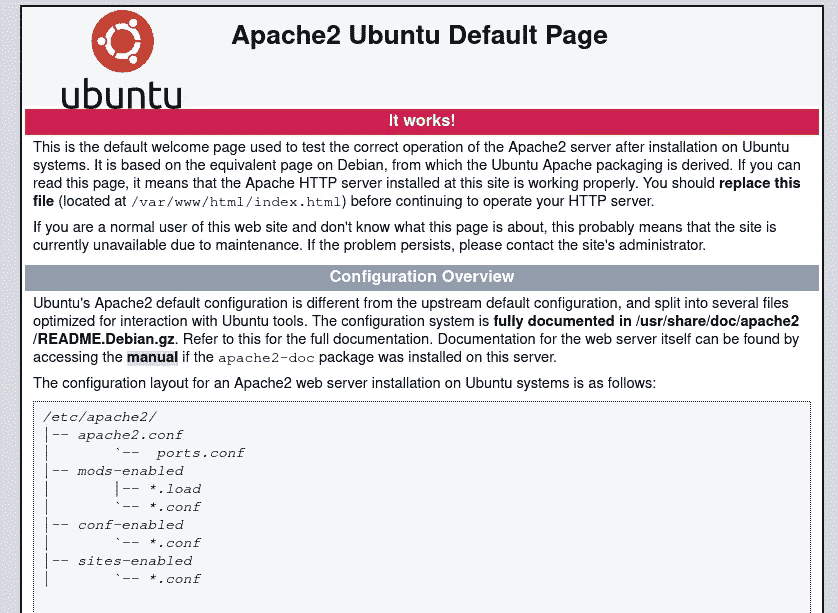 Apache2 Ubuntu Default Page
ubuntu
It works!
This is the default welcome page used to test the correct operation of the Apache2 server after installation on Ubuntu
systems. It is based on the equivalent page on Debian, from which the Ubuntu Apache packaging is derived. If you can
read this page, it means that the Apache HTTP server installed at this site is working properly. You should replace this
file (located at /var/www/html/index.html) before continuing to operate your HTTP server.
If you are a normal user of this web site and don't know what this page is about, this probably means that the site is
currently unavailable due to maintenance. If the problem persists, please contact the site's administrator.
Configuration Overview
Ubuntu's Apache2 default configuration is different from the upstream default configuration, and split into several files
optimized for interaction with Ubuntu tools. The configuration system is fully documented in /usr/share/doc/apache2
/README.Debian.gz. Refer to this for the full documentation. Documentation for the web server itself can be found by
accessing the manual if the apache2-doc package was installed on this server.
The configuration layout for an Apache2 web server installation on Ubuntu systems is as follows:
/etc/apache2/
|-- apache2.conf
|       `--  ports.conf
|-- mods-enabled
|       |-- *.load
|       `-- *.conf
|-- conf-enabled
|       `-- *.conf
|-- sites-enabled
|       `-- *.conf